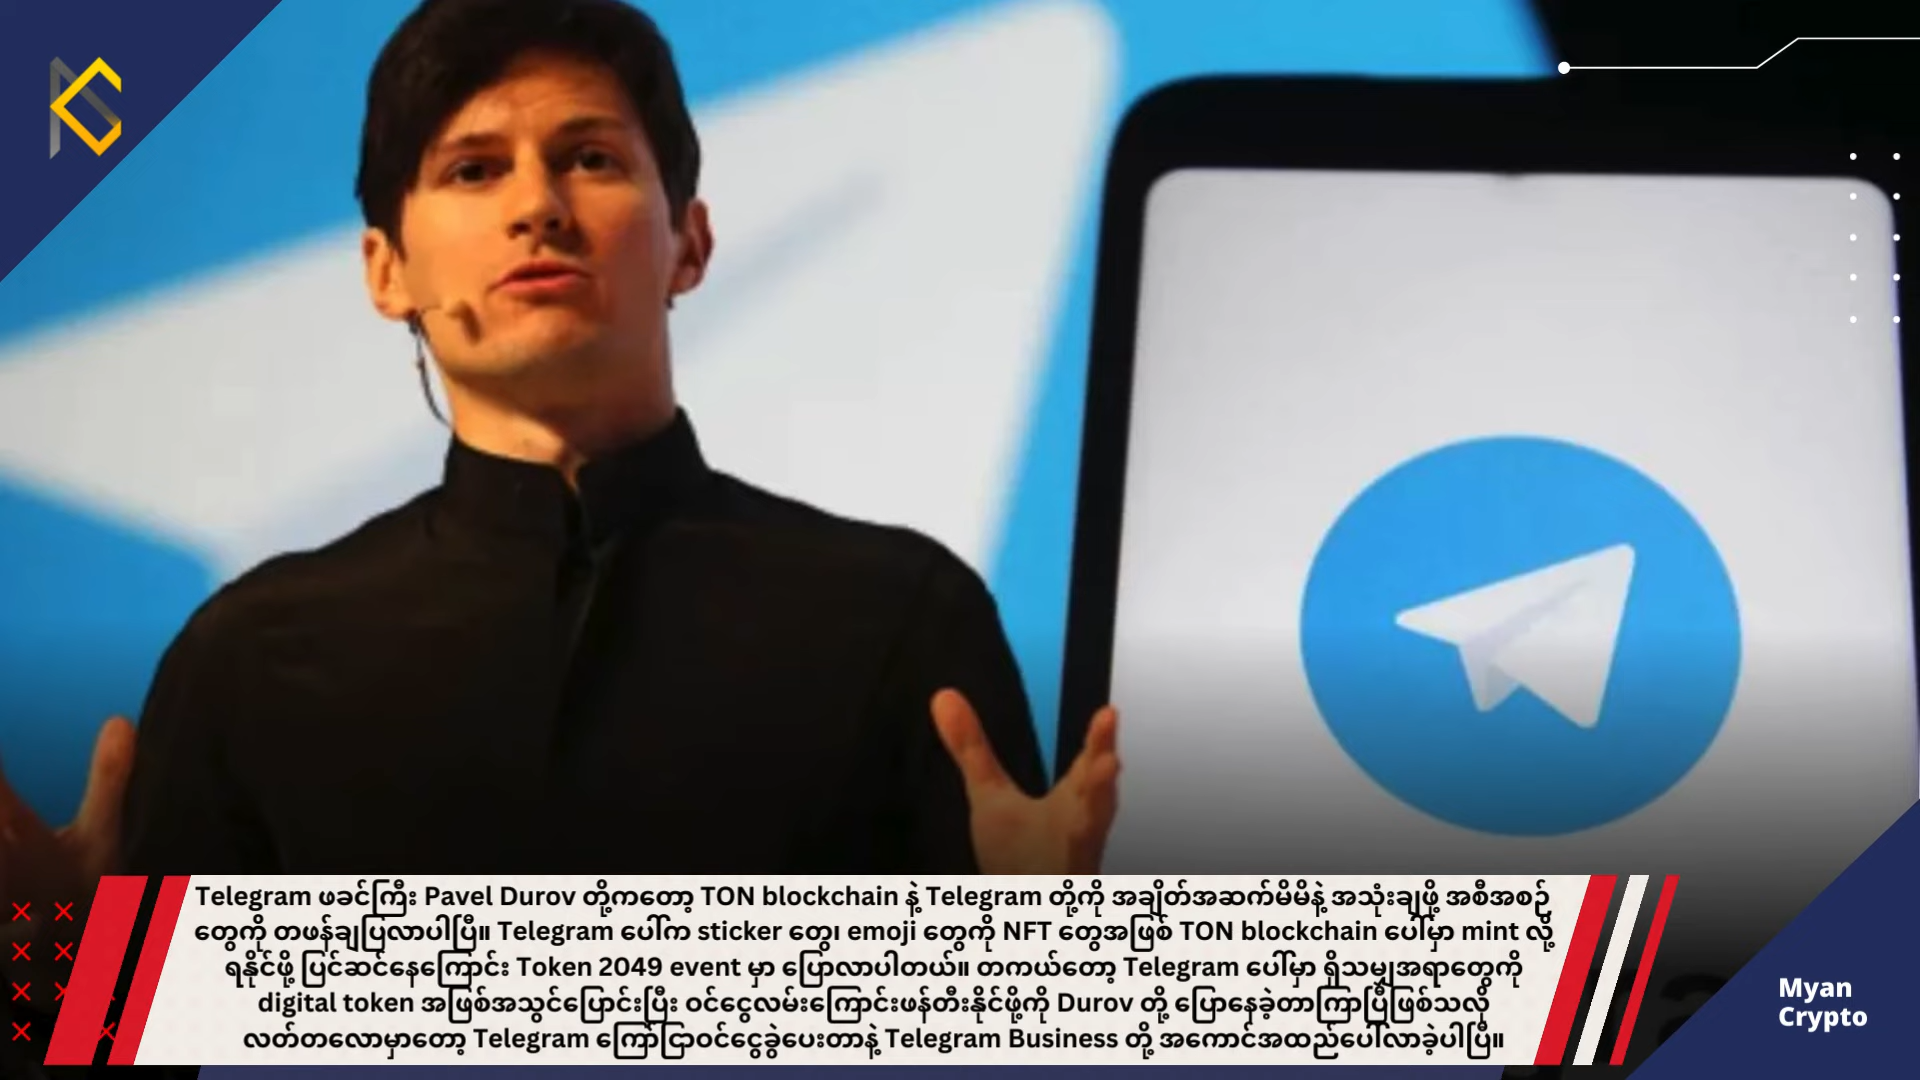 Telegram ဖခင်ကြီး Pavel Durov တို့ကတော့ TON blockchain နဲ့ Telegram တို့ကို အချိတ်အဆက်မိမိနဲ့ အသုံးချဖို့ အစီအစဉ်
တွေကို တဖန်ချပြလာပါပြီ။ Telegram ပေါ်က sticker တွေ၊ emoji တွေကို NFT တွေအဖြစ် TON blockchain ပေါ်မှာ mint လို့
ရနိုင်ဖို့ ပြင်ဆင်နေကြောင်း Token 2049 event မှာ ပြောလာပါတယ်။ တကယ်တော့ Telegram ပေါ်မှာ ရှိသမျှအရာတွေကို
digital token အဖြစ်အသွင်ပြောင်းပြီး ဝင်ငွေလမ်းကြောင်းဖန်တီးနိုင်ဖို့ကို Durov တို့ ပြောနေခဲ့တာကြာပြီဖြစ်သလို
လတ်တလောမှာတော့ Telegram ကြော်ငြာဝင်ငွေခွဲပေးတာနဲ့ Telegram Business တို့ အကောင်အထည်ပေါ်လာခဲ့ပါပြီ။
Myan
Crypto